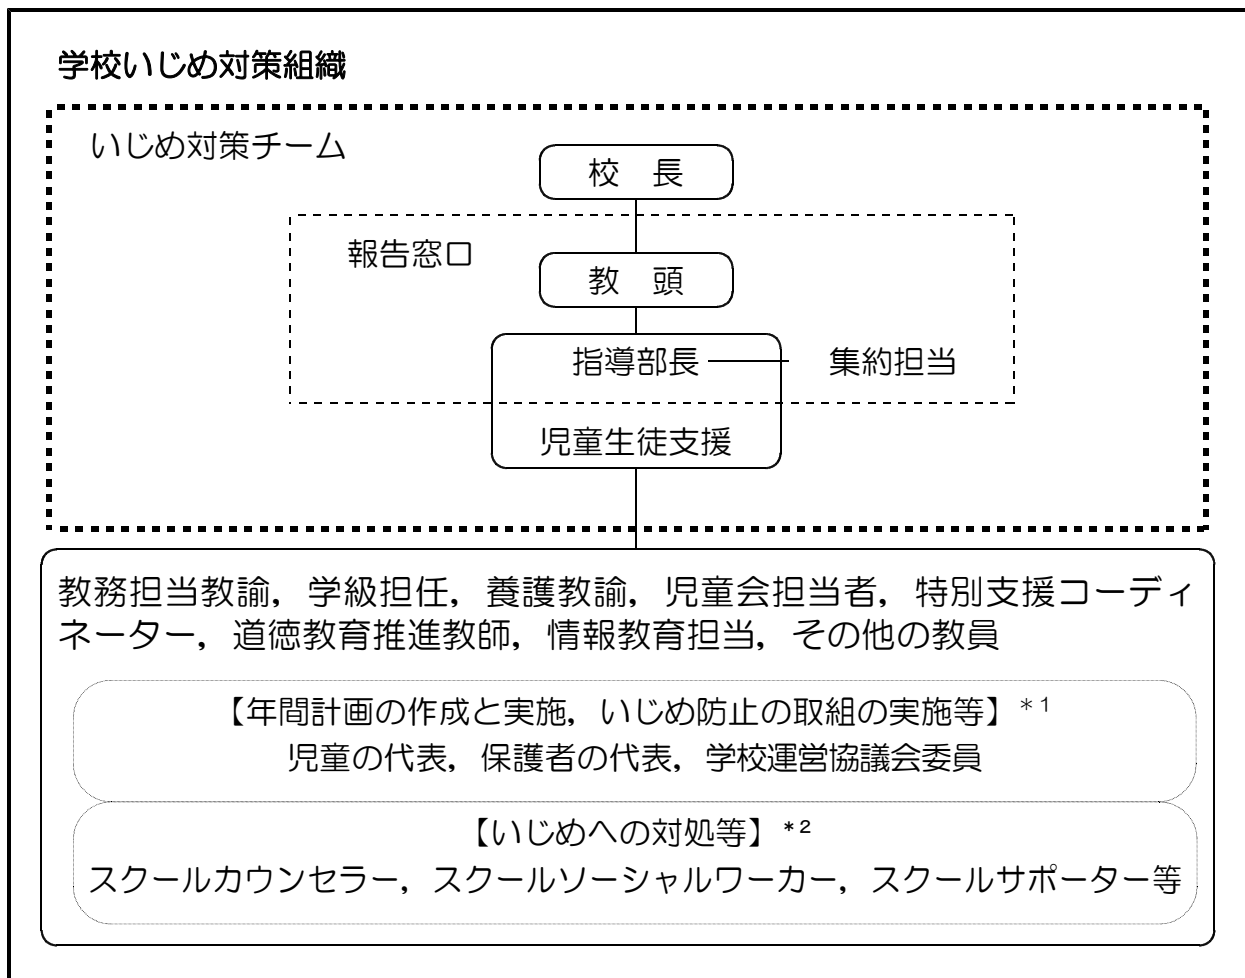 学校いじめ対策組織
いじめ対策チーム
校　長
報告窓口
教　頭
指導部長
集約担当
児童生徒支援
教務担当教諭，学級担任，養護教諭，児童会担当者，特別支援コーディ
ネーター，道徳教育推進教師，情報教育担当，その他の教員
【年間計画の作成と実施，いじめ防止の取組の実施等】*1
児童の代表，保護者の代表，学校運営協議会委員
【いじめへの対処等】*2
スクールカウンセラー，スクールソーシャルワーカー，スクールサポーター等